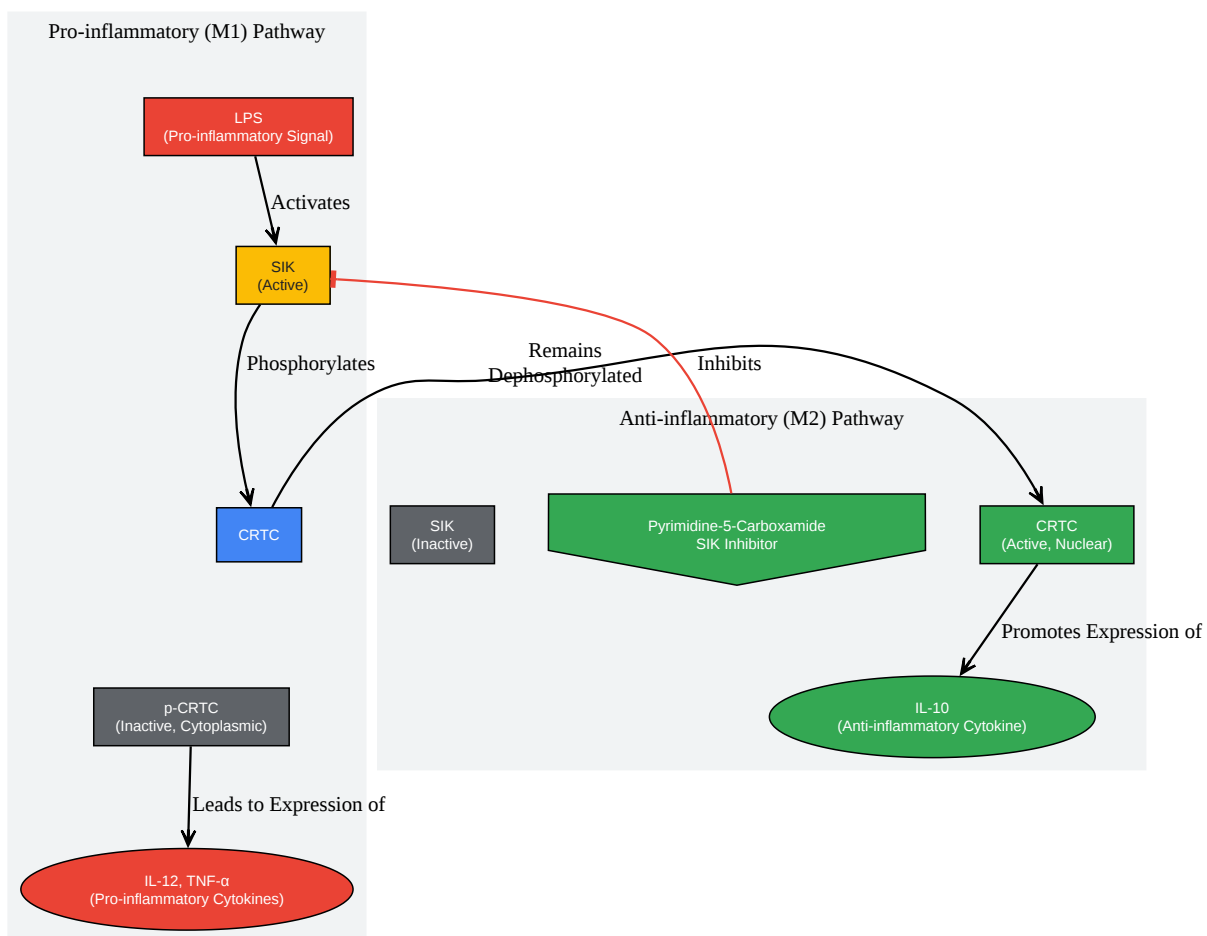 Pro-inflammatory (M1) Pathway
LPS
(Pro-inflammatory Signal)
Activates
SIK
(Active)
Phosphorylates
Remains
Dephosphorylated
Inhibits
Anti-inflammatory (M2) Pathway
CRTC
SIK
(Inactive)
Pyrimidine-5-Carboxamide
SIK Inhibitor
CRTC
(Active, Nuclear)
Promotes Expression of
p-CRTC
(Inactive, Cytoplasmic)
IL-10
(Anti-inflammatory Cytokine)
Leads to Expression of
IL-12, TNF-α
(Pro-inflammatory Cytokines)